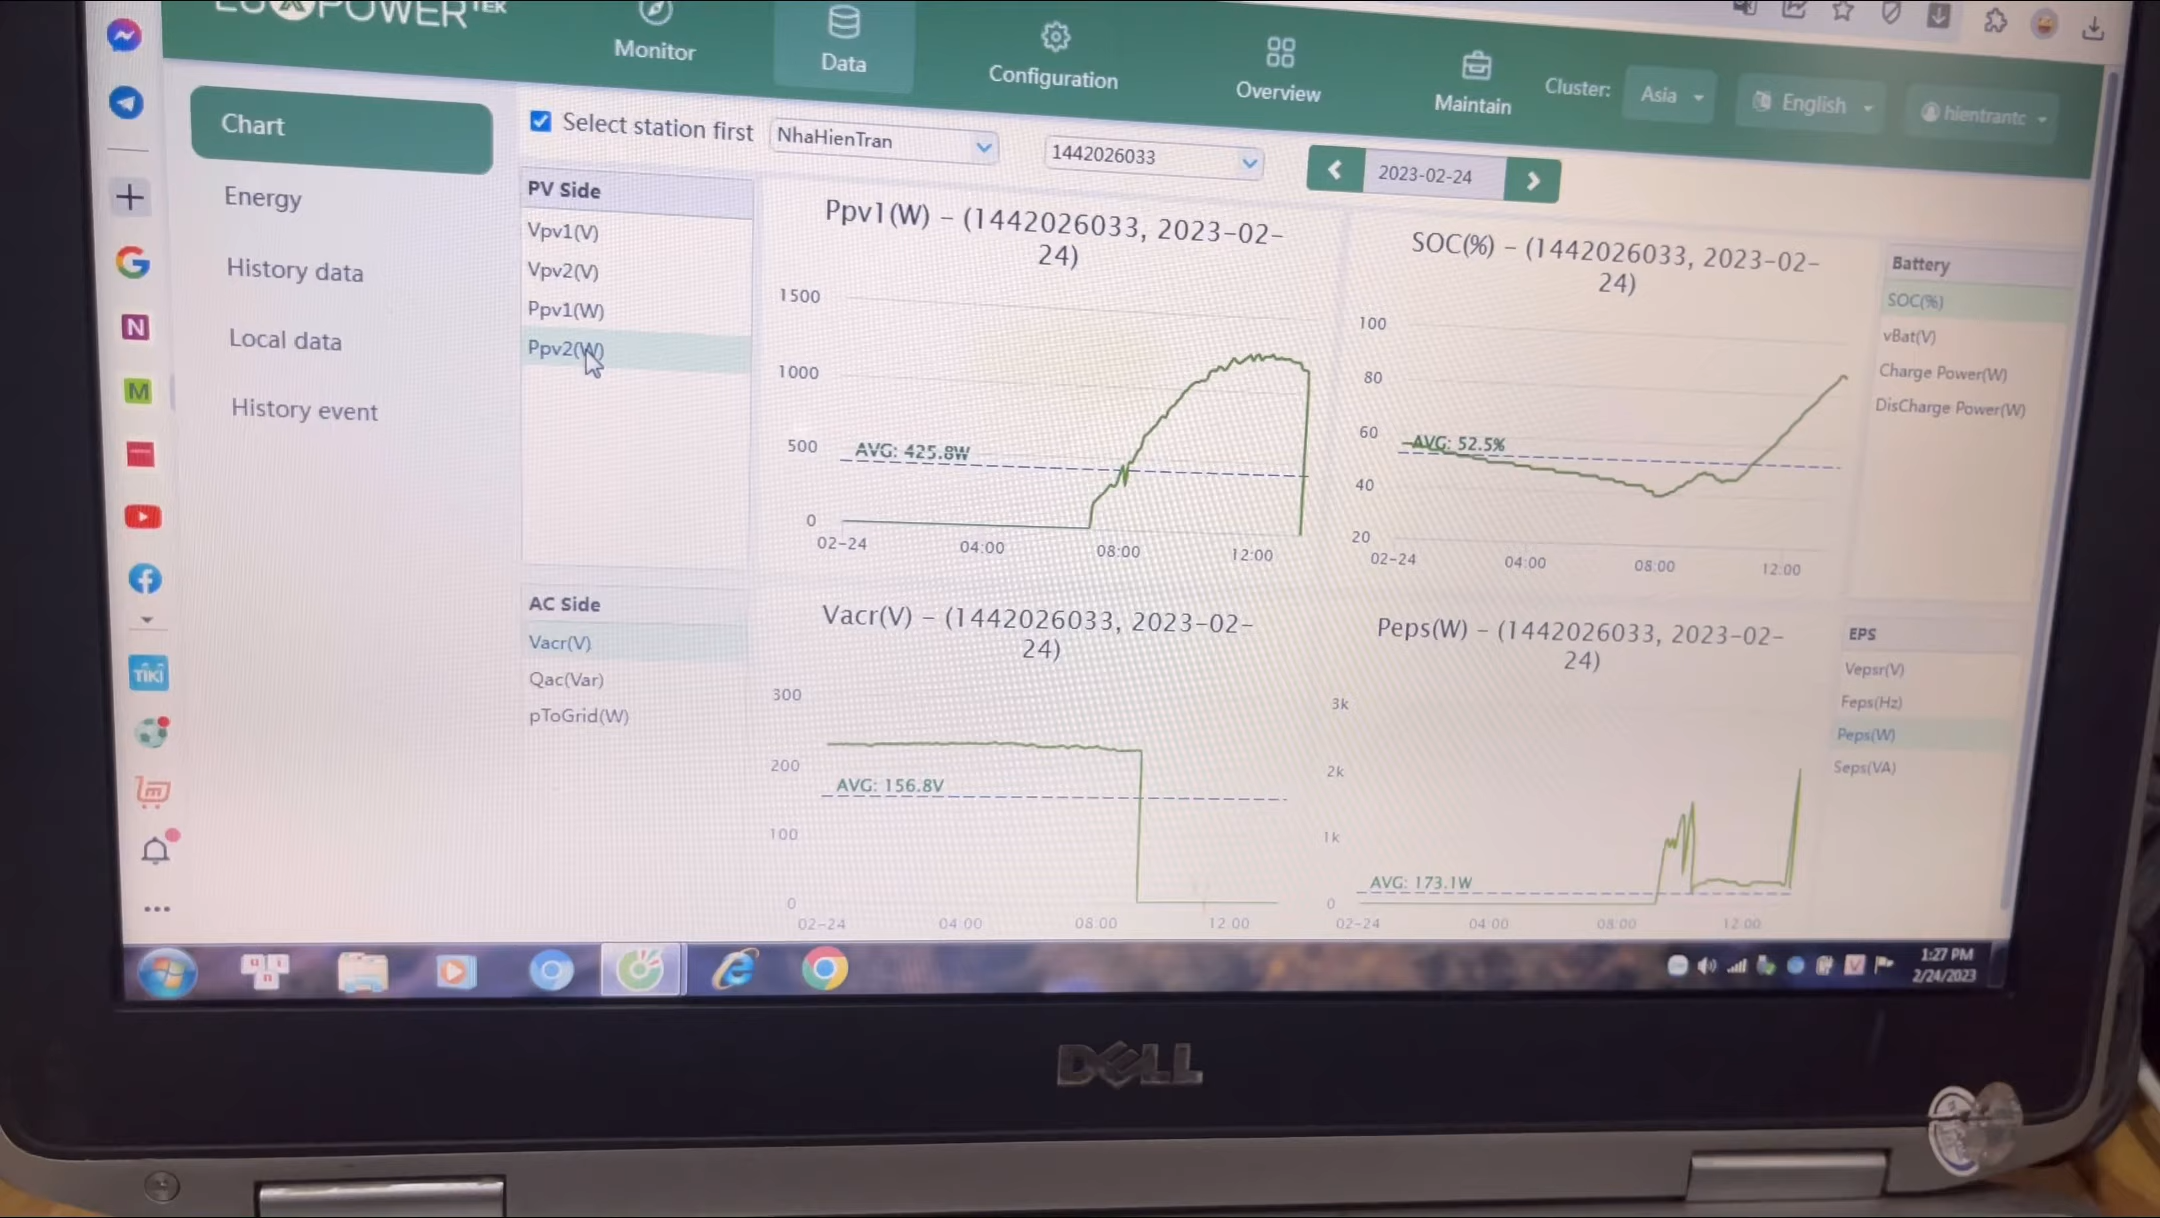 LUXPOWERTEK
Monitor
Data
Configuration
Overview
Maintain
Cluster:
Asia
English
hientrantc
Chart
Energy
History data
Local data
History event
Select station first
NhaHienTran
1442026033
2023-02-24
PV Side
Vpv1(V)
Vpv2(V)
Ppv1(W)
Ppv2(W)
Ppv1(W) – (1442026033, 2023-02-
24)
1500
1000
500
0
AVG: 425.8W
02-24
04:00
08:00
12:00
SOC(%) – (1442026033, 2023-02-
24)
100
80
60
40
20
AVG: 52.5%
02-24
04:00
08:00
12:00
Battery
SOC(%)
vBat(V)
Charge Power(W)
DisCharge Power(W)
AC Side
Vacr(V)
Qac(Var)
pToGrid(W)
Vacr(V) – (1442026033, 2023-02-
24)
300
200
100
0
AVG: 156.8V
02-24
04:00
08:00
12:00
Peps(W) – (1442026033, 2023-02-
24)
3k
2k
1k
0
AVG: 173.1W
02-24
04:00
08:00
12:00
EPS
Vepsr(V)
Feps(Hz)
Peps(W)
Seps(VA)
N
M
TIKI
1:27 PM
2/24/2023
DELL